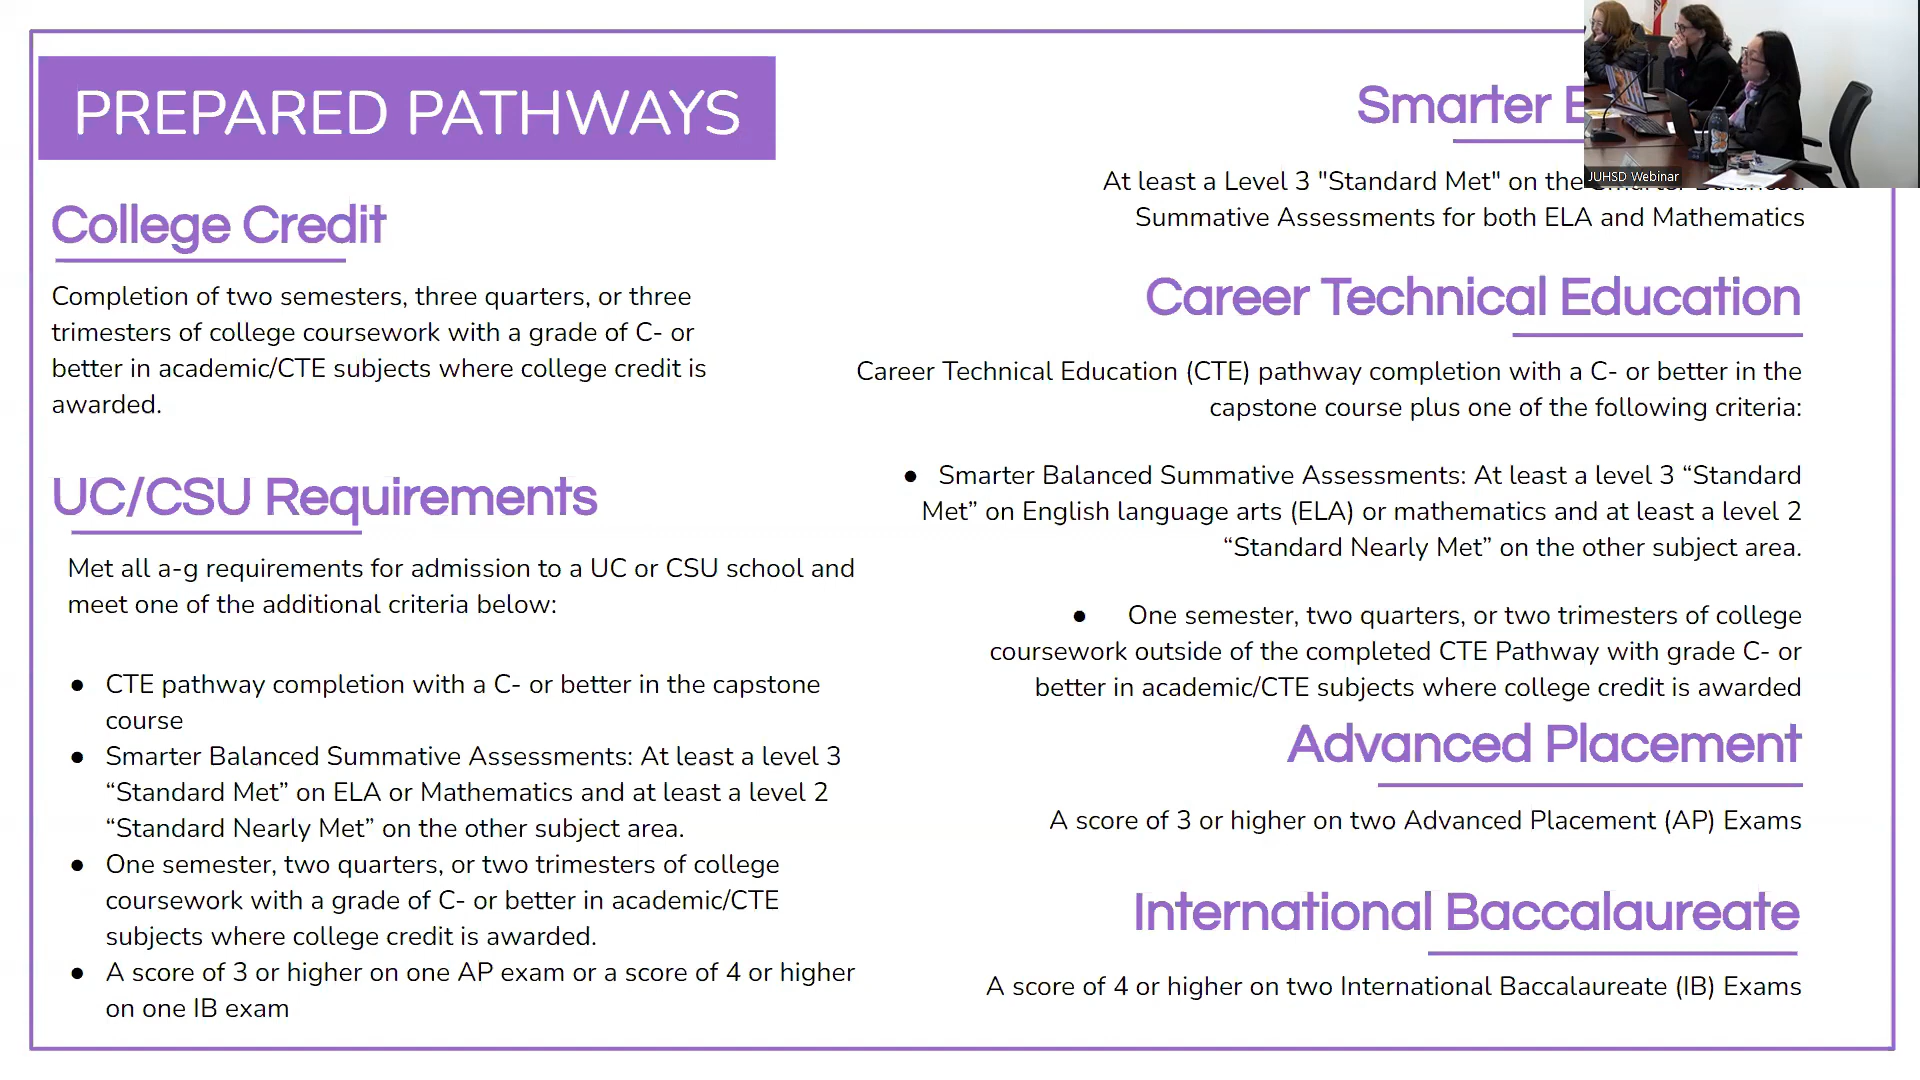 PREPARED PATHWAYS
College Credit
Completion of two semesters, three quarters, or three
trimesters of college coursework with a grade of C- or
better in academic/CTE subjects where college credit is
awarded.
UC/CSU Requirements
Met all a-g requirements for admission to a UC or CSU school and
meet one of the additional criteria below:
● CTE pathway completion with a C- or better in the capstone
course
● Smarter Balanced Summative Assessments: At least a level 3
“Standard Met” on ELA or Mathematics and at least a level 2
“Standard Nearly Met” on the other subject area.
● One semester, two quarters, or two trimesters of college
coursework with a grade of C- or better in academic/CTE
subjects where college credit is awarded.
● A score of 3 or higher on one AP exam or a score of 4 or higher
on one IB exam
Smarter
At least a Level 3 "Standard Met" on the
Summative Assessments for both ELA and Mathematics
Career Technical Education
Career Technical Education (CTE) pathway completion with a C- or better in the
capstone course plus one of the following criteria:
● Smarter Balanced Summative Assessments: At least a level 3 “Standard
Met” on English language arts (ELA) or mathematics and at least a level 2
“Standard Nearly Met” on the other subject area.
● One semester, two quarters, or two trimesters of college
coursework outside of the completed CTE Pathway with grade C- or
better in academic/CTE subjects where college credit is awarded
Advanced Placement
A score of 3 or higher on two Advanced Placement (AP) Exams
International Baccalaureate
A score of 4 or higher on two International Baccalaureate (IB) Exams
JUHSD Webinar